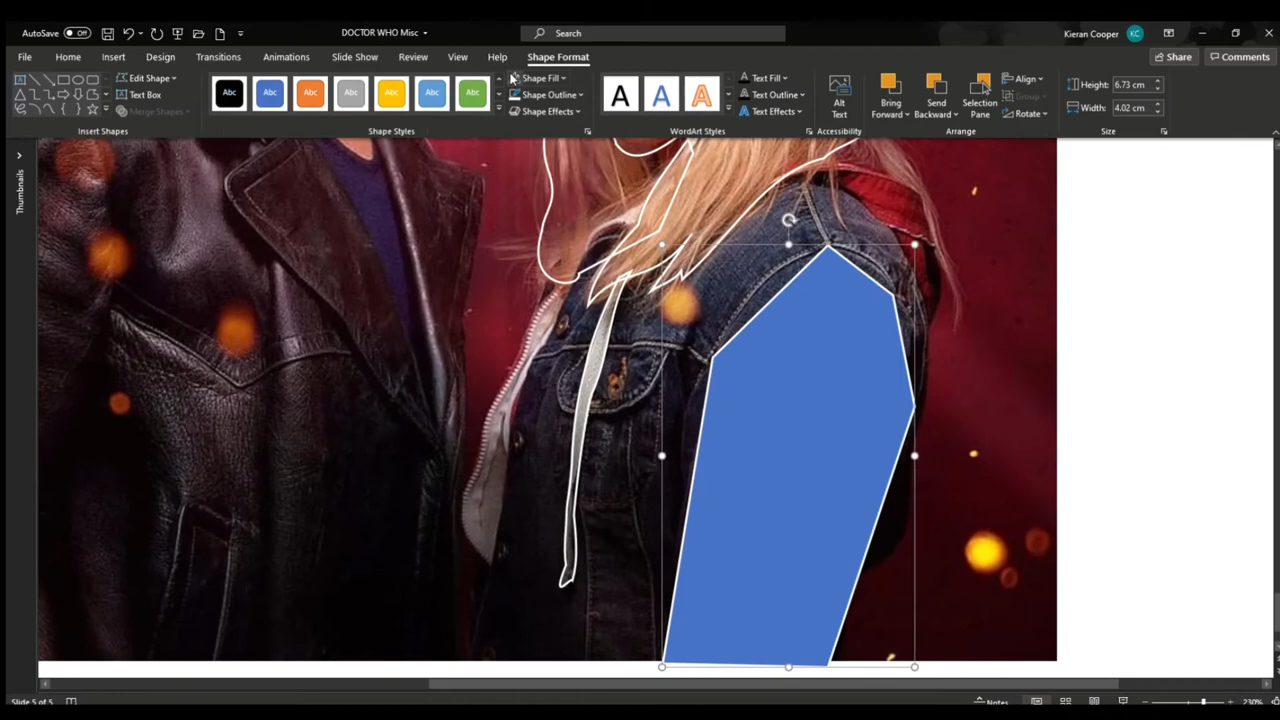 AutoSave Off DOCTOR WHO Misc Search Kieran Cooper KC
File Home Insert Design Transitions Animations Slide Show Review View Help Shape Format Share Comments
Edit Shape
Text Box
Merge Shapes
Insert Shapes
Abc Abc Abc Abc Abc Abc Abc
Shape Styles
Shape Fill
Shape Outline
Shape Effects
A A A
WordArt Styles
Text Fill
Text Outline
Text Effects
Alt Text
Accessibility
Bring Forward
Send Backward
Selection Pane
Align
Group
Rotate
Arrange
Height: 6.73 cm
Width: 4.02 cm
Size
Thumbnails
Slide 5 of 5 Notes 230%